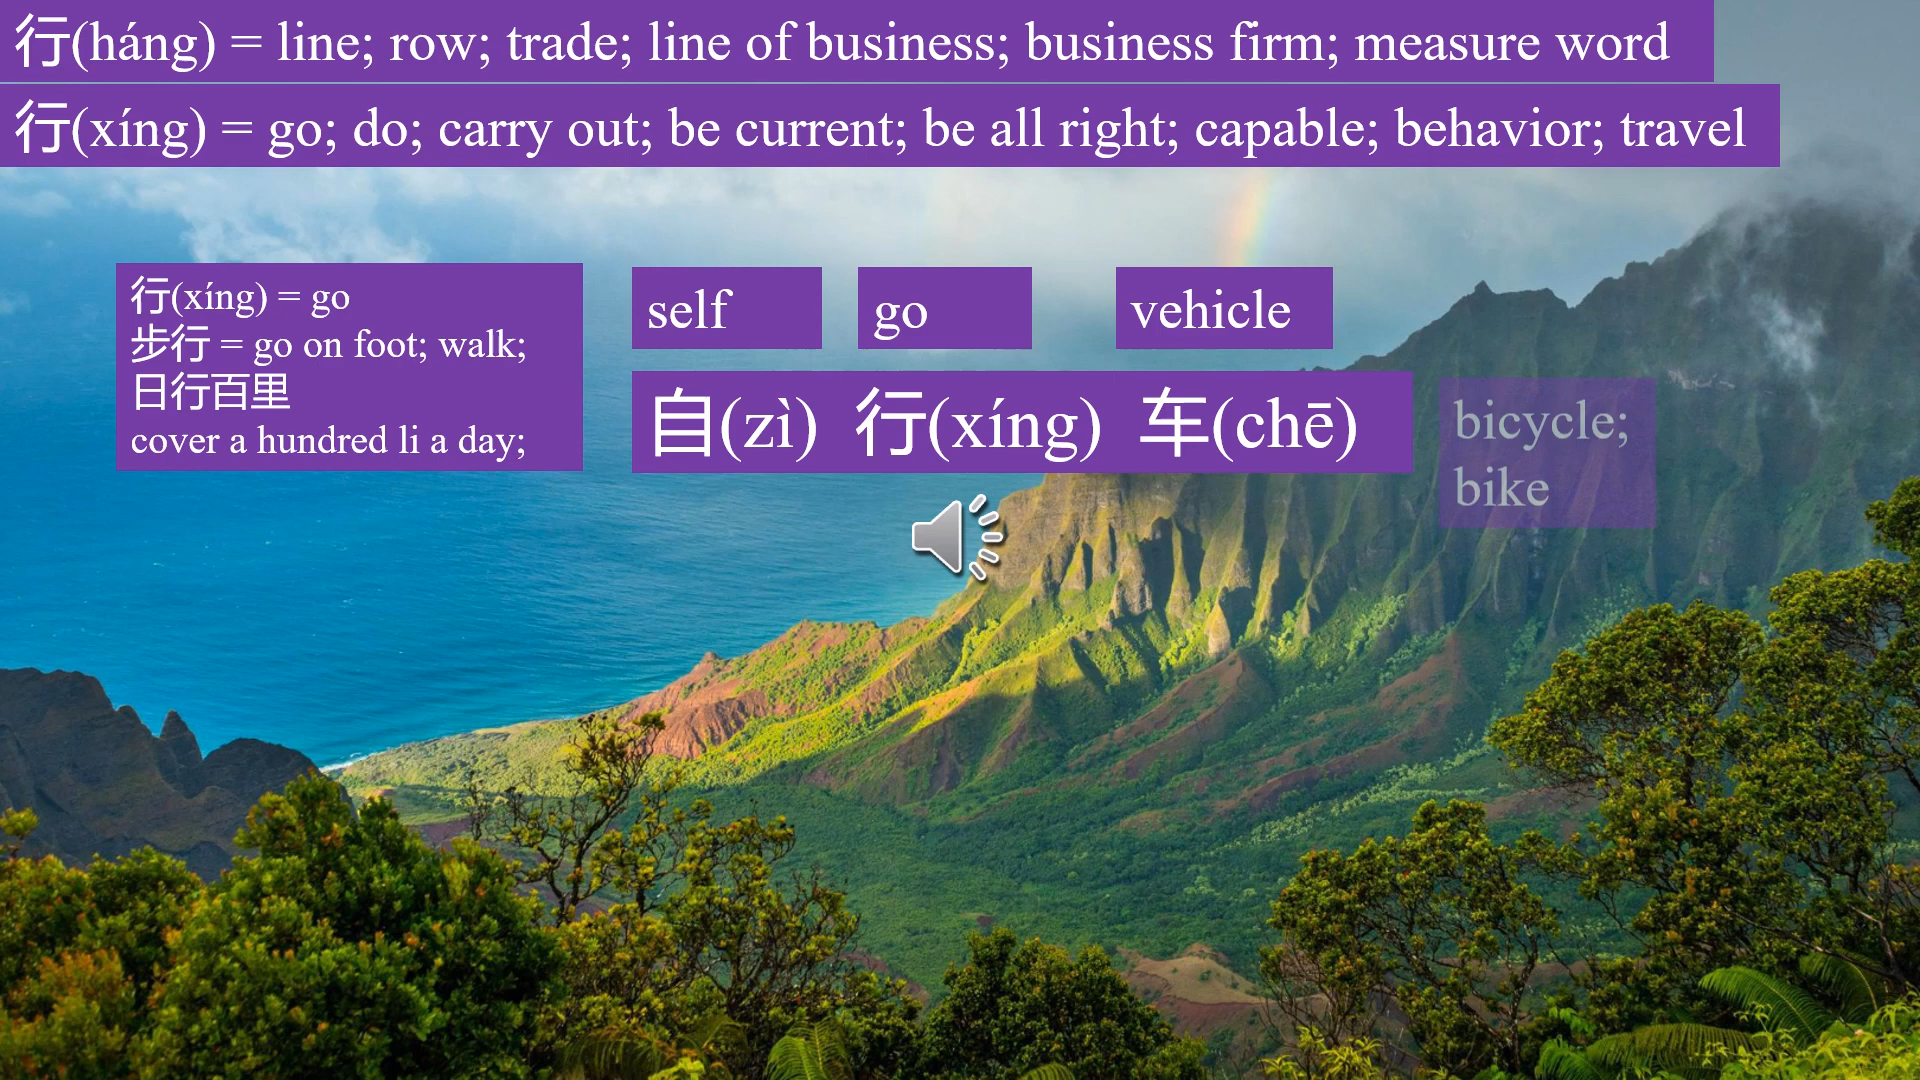 行(háng) = line; row; trade; line of business; business firm; measure word
行(xíng) = go; do; carry out; be current; be all right; capable; behavior; travel
行(xíng) = go
步行 = go on foot; walk;
日行百里
cover a hundred li a day;
self go vehicle
自(zì) 行(xíng) 车(chē)
bicycle;
bike